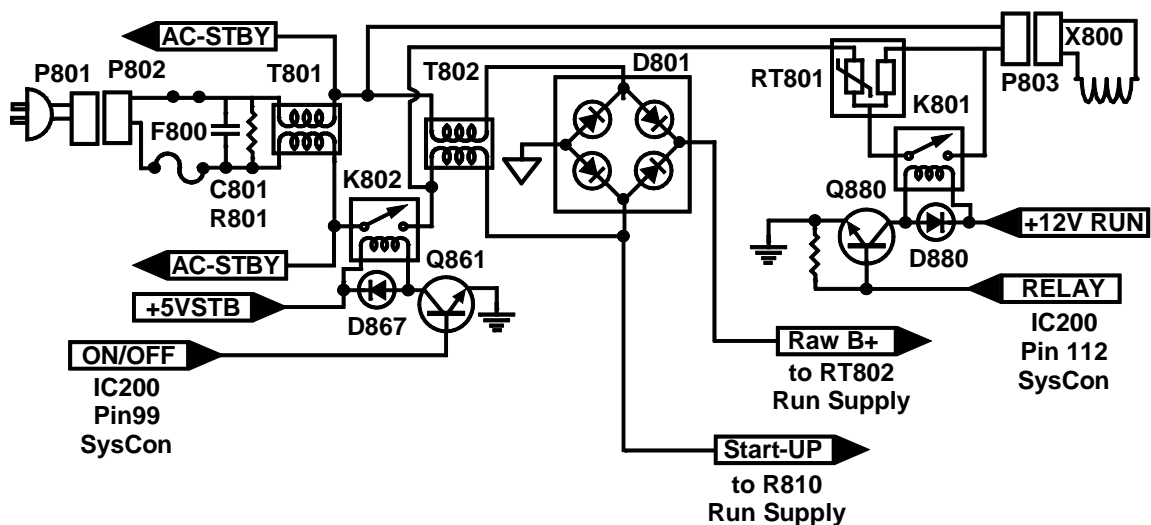 AC-STBY
P801
P802
T801
T802
D801
RT801
X800
P803
K801
F800
C801
R801
K802
Q880
AC-STBY
Q861
+12V RUN
D880
+5VSTB
D867
RELAY
IC200
Pin 112
SysCon
ON/OFF
IC200
Pin99
SysCon
Raw B+
to RT802
Run Supply
Start-UP
to R810
Run Supply